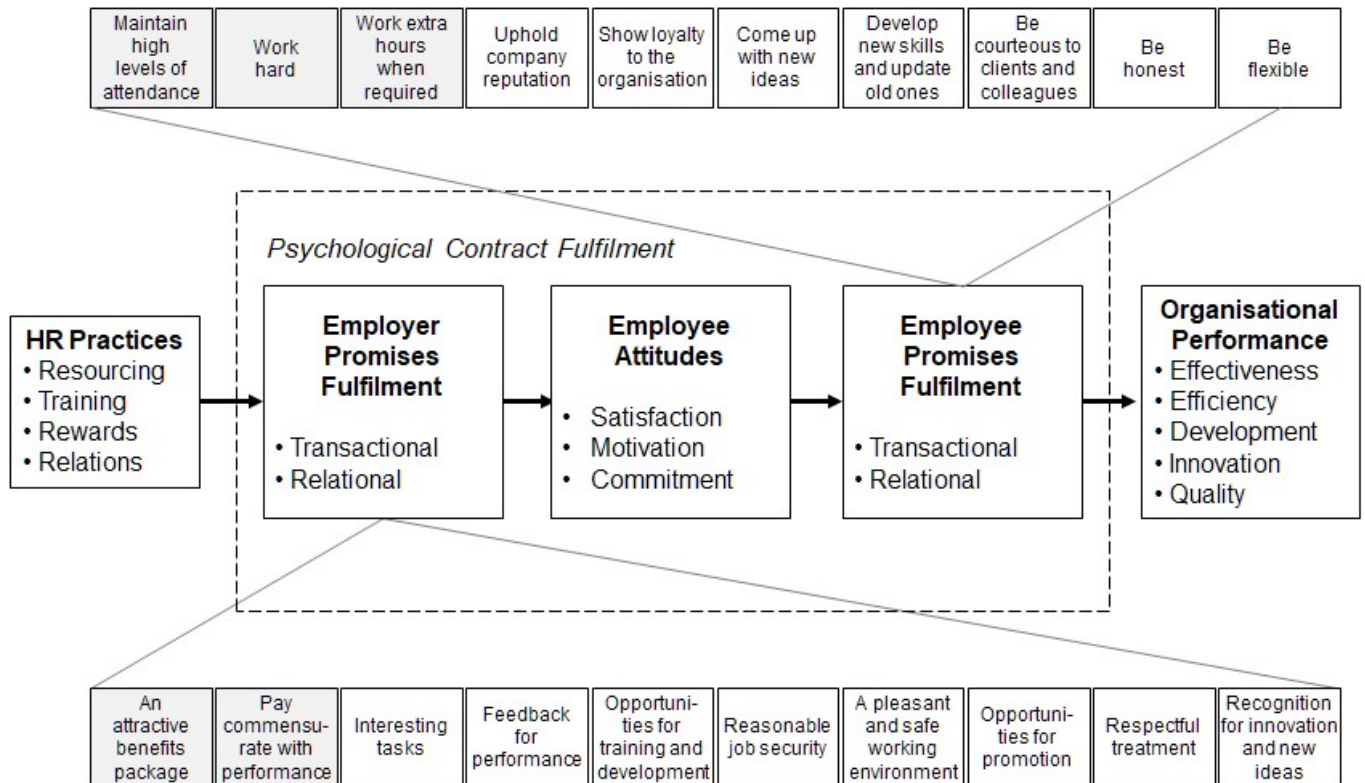 Maintain
high
levels of
attendance
Work
hard
Work extra
hours
when
required
Uphold
company
reputation
Show loyalty
to the
organisation
Come up
with new
ideas
Develop
new skills
and update
old ones
Be
courteous to
clients and
colleagues
Be
honest
Be
flexible
Psychological Contract Fulfilment
HR Practices
• Resourcing
• Training
• Rewards
• Relations
Employer
Promises
Fulfilment
• Transactional
• Relational
Employee
Attitudes
• Satisfaction
• Motivation
• Commitment
Employee
Promises
Fulfilment
• Transactional
• Relational
Organisational
Performance
• Effectiveness
• Efficiency
• Development
• Innovation
• Quality
An
attractive
benefits
package
Pay
commensu-
rate with
performance
Interesting
tasks
Feedback
for
performance
Opportuni-
ties for
training and
development
Reasonable
job security
A pleasant
and safe
working
environment
Opportuni-
ties for
promotion
Respectful
treatment
Recognition
for innovation
and new
ideas